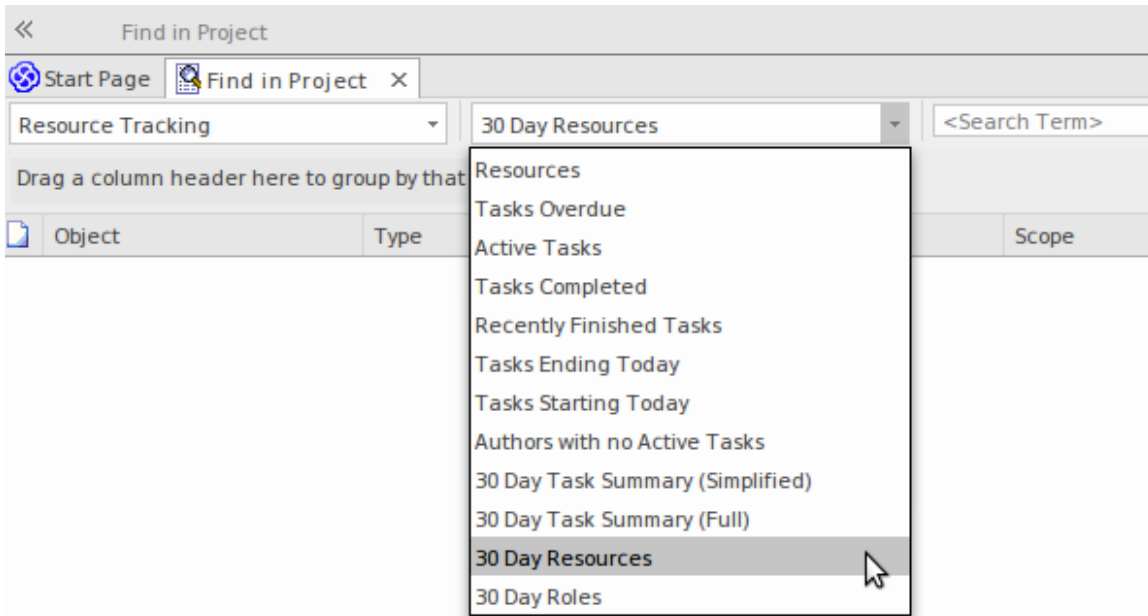 Find in Project
Start Page Find in Project
Resource Tracking 30 Day Resources <Search Term>
Drag a column header here to group by that
Object Type Scope
Resources
Tasks Overdue
Active Tasks
Tasks Completed
Recently Finished Tasks
Tasks Ending Today
Tasks Starting Today
Authors with no Active Tasks
30 Day Task Summary (Simplified)
30 Day Task Summary (Full)
30 Day Resources
30 Day Roles